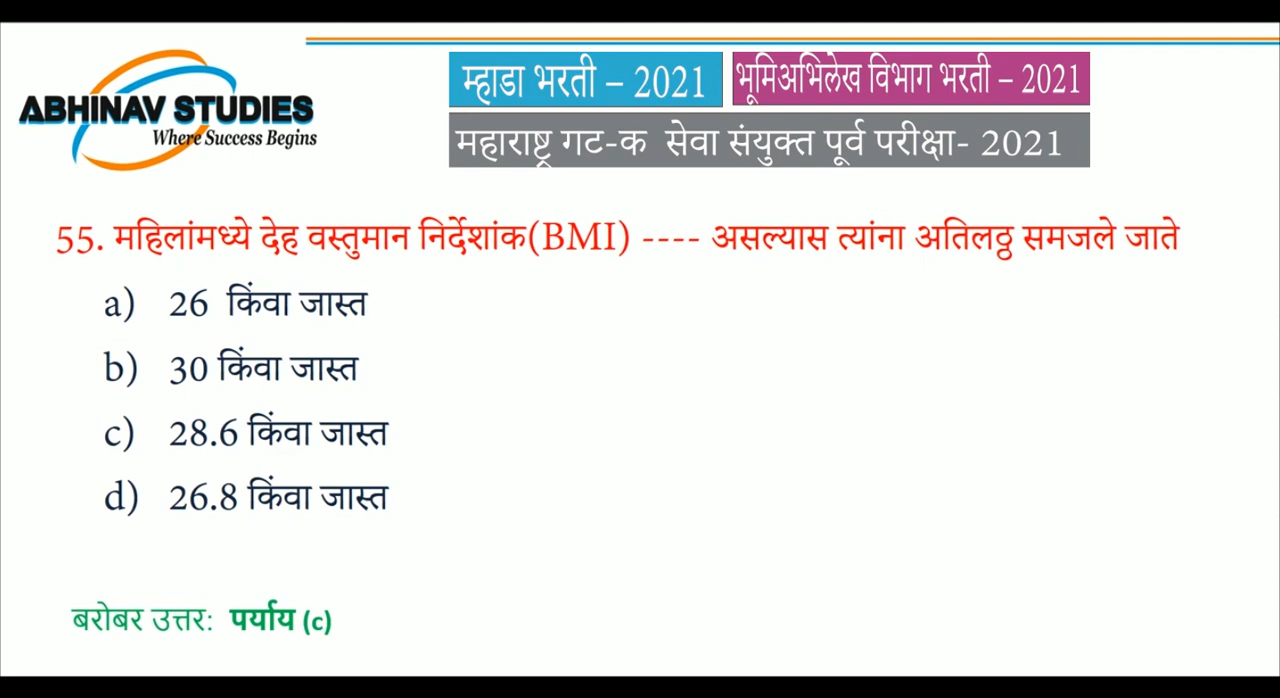 ABHINAV STUDIES
Where Success Begins
म्हाडा भरती – 2021
भूमिअभिलेख विभाग भरती – 2021
महाराष्ट्र गट-क सेवा संयुक्त पूर्व परीक्षा- 2021
55. महिलांमध्ये देह वस्तुमान निर्देशांक(BMI) ---- असल्यास त्यांना अतिलठ्ठ समजले जाते
a) 26 किंवा जास्त
b) 30 किंवा जास्त
c) 28.6 किंवा जास्त
d) 26.8 किंवा जास्त
बरोबर उत्तर: पर्याय (c)